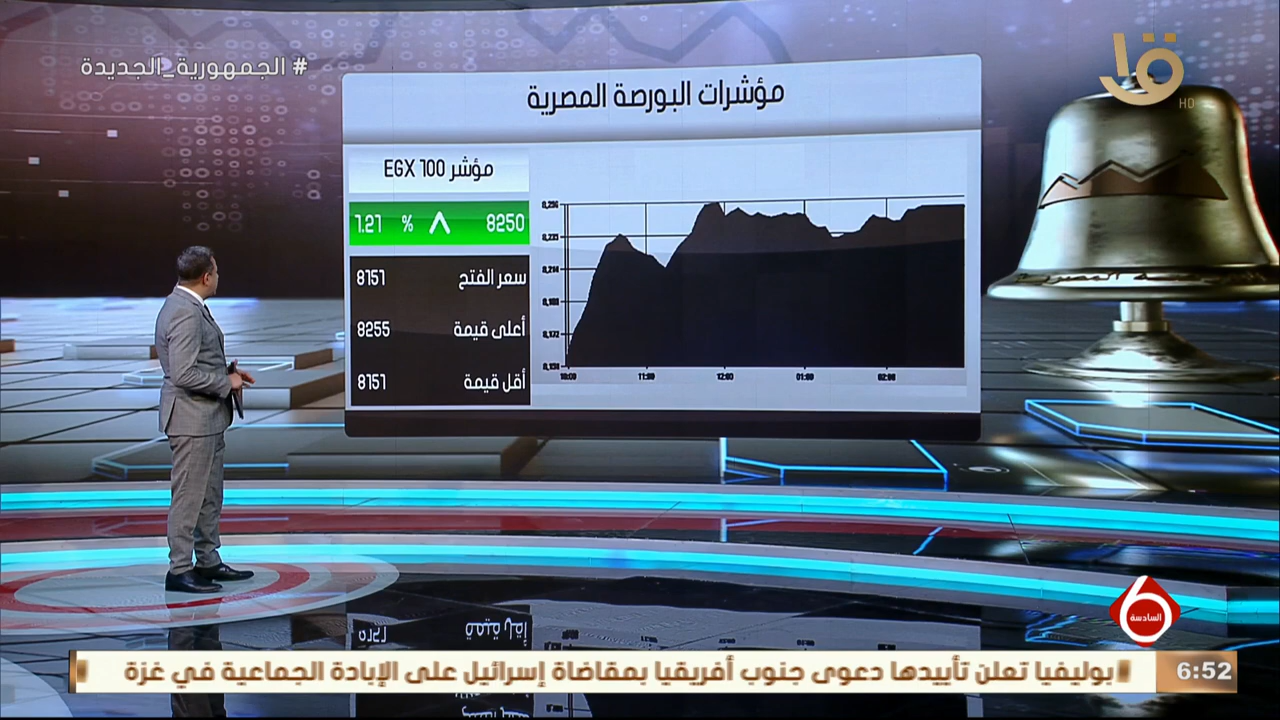 #الجمهورية_الجديدة
HD
مؤشرات البورصة المصرية
مؤشر EGX 100
8250 % 1.21
سعر الفتح 8151
أعلى قيمة 8255
أقل قيمة 8151
10:00 11:00 12:00 01:00 02:00
السادسة
بوليفيا تعلن تأييدها دعوى جنوب أفريقيا بمقاضاة إسرائيل على الإبادة الجماعية في غزة
6:52